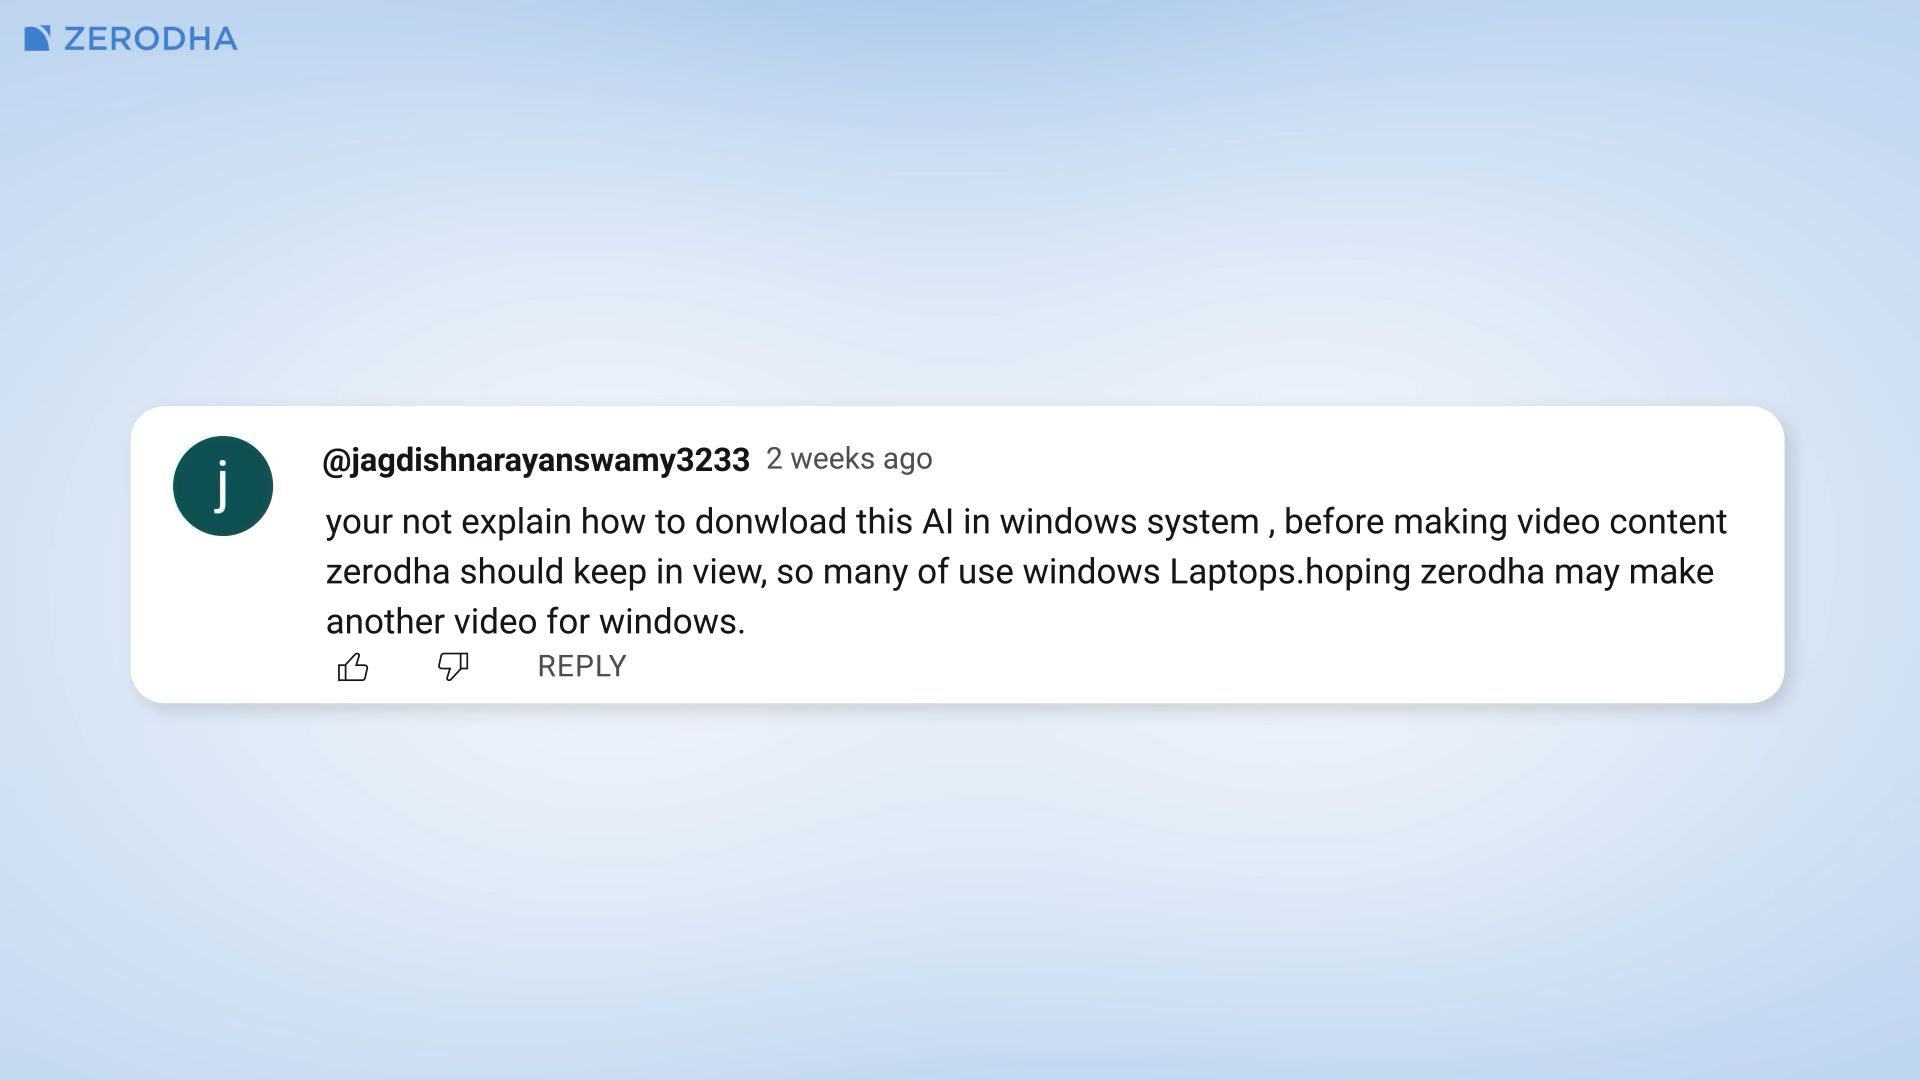 ZERODHA
j
@jagdishnarayanswamy3233 2 weeks ago
your not explain how to donwload this AI in windows system , before making video content
zerodha should keep in view, so many of use windows Laptops.hoping zerodha may make
another video for windows.
REPLY